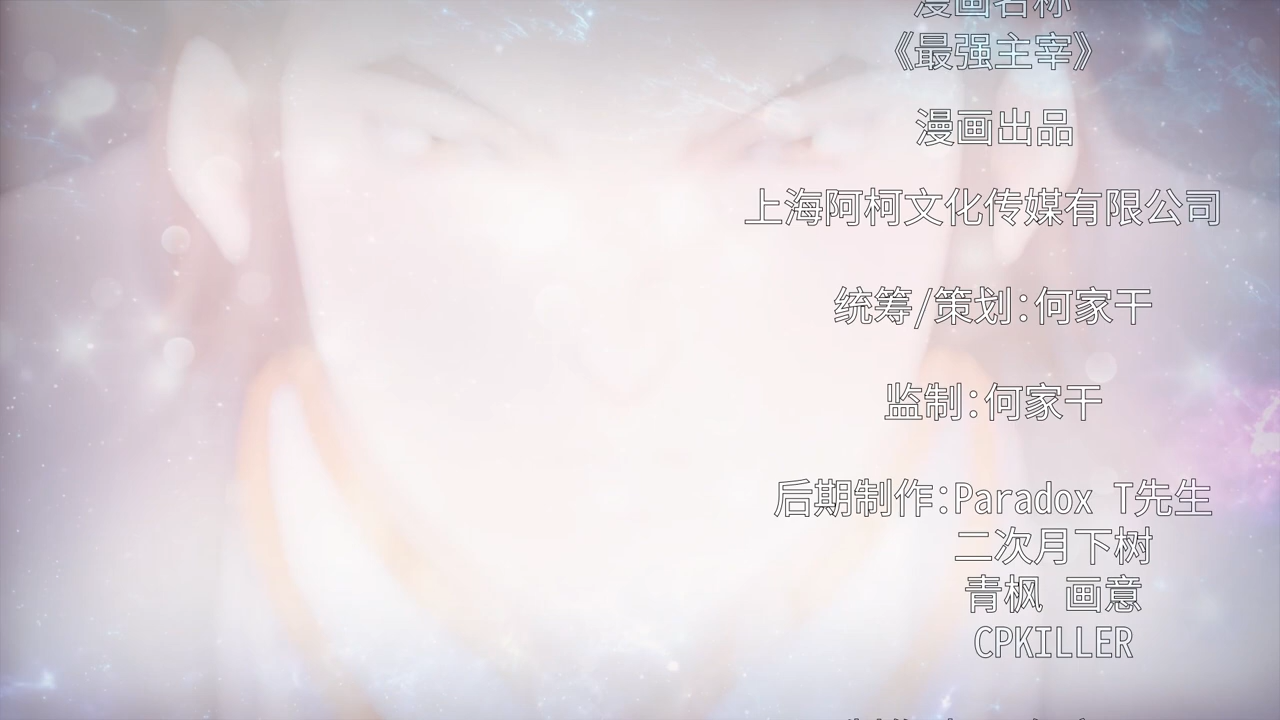 漫画名称
《最强主宰》
漫画出品
上海阿柯文化传媒有限公司
统筹/策划:何家干
监制:何家干
后期制作:Paradox T先生
二次月下树
青枫 画意
CPKILLER